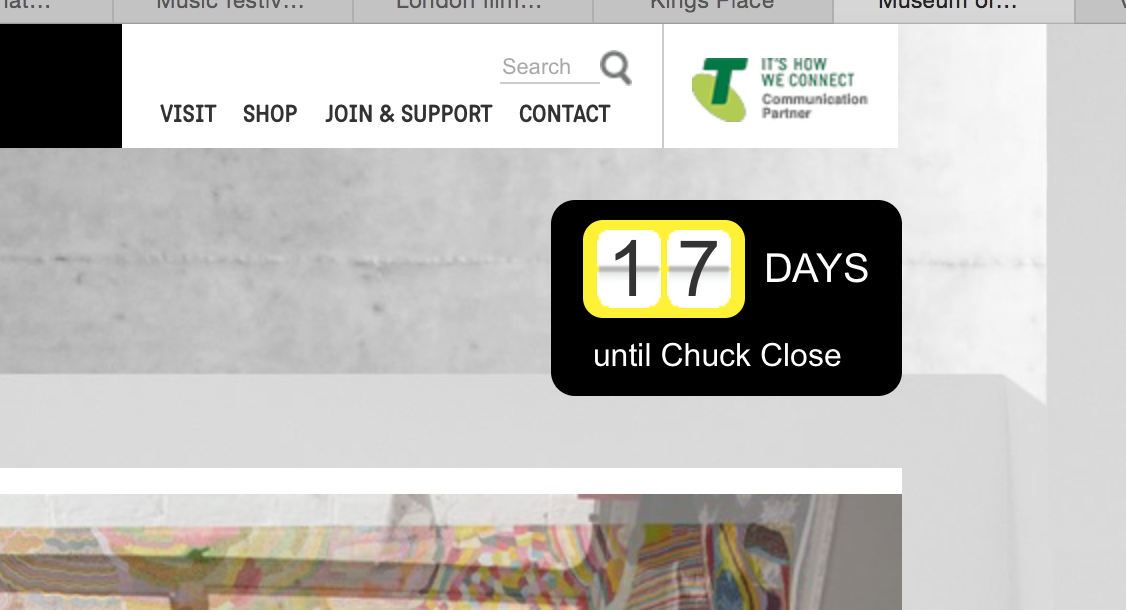 Music festiv…
London film…
Kings Place
Museum of…
Search
VISIT SHOP JOIN & SUPPORT CONTACT
IT'S HOW
WE CONNECT
Communication
Partner
17 DAYS
until Chuck Close